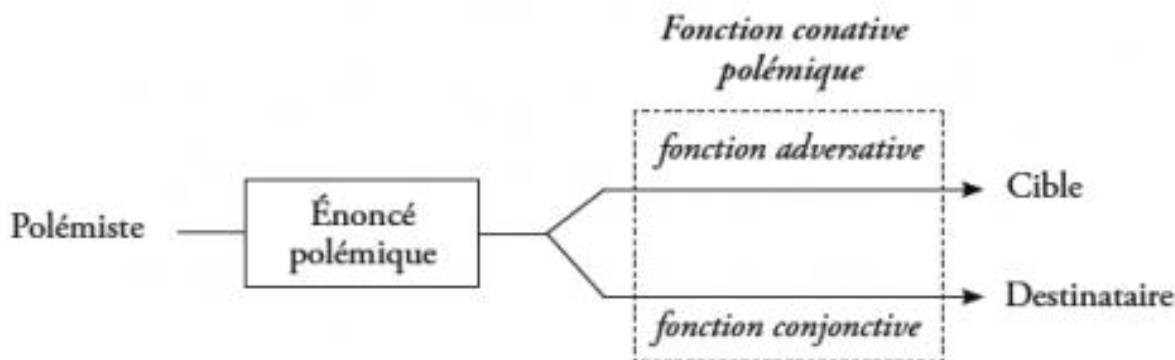 Fonction conative
polémique
fonction adversative
Cible
Polémiste
Énoncé
polémique
Destinataire
fonction conjonctive